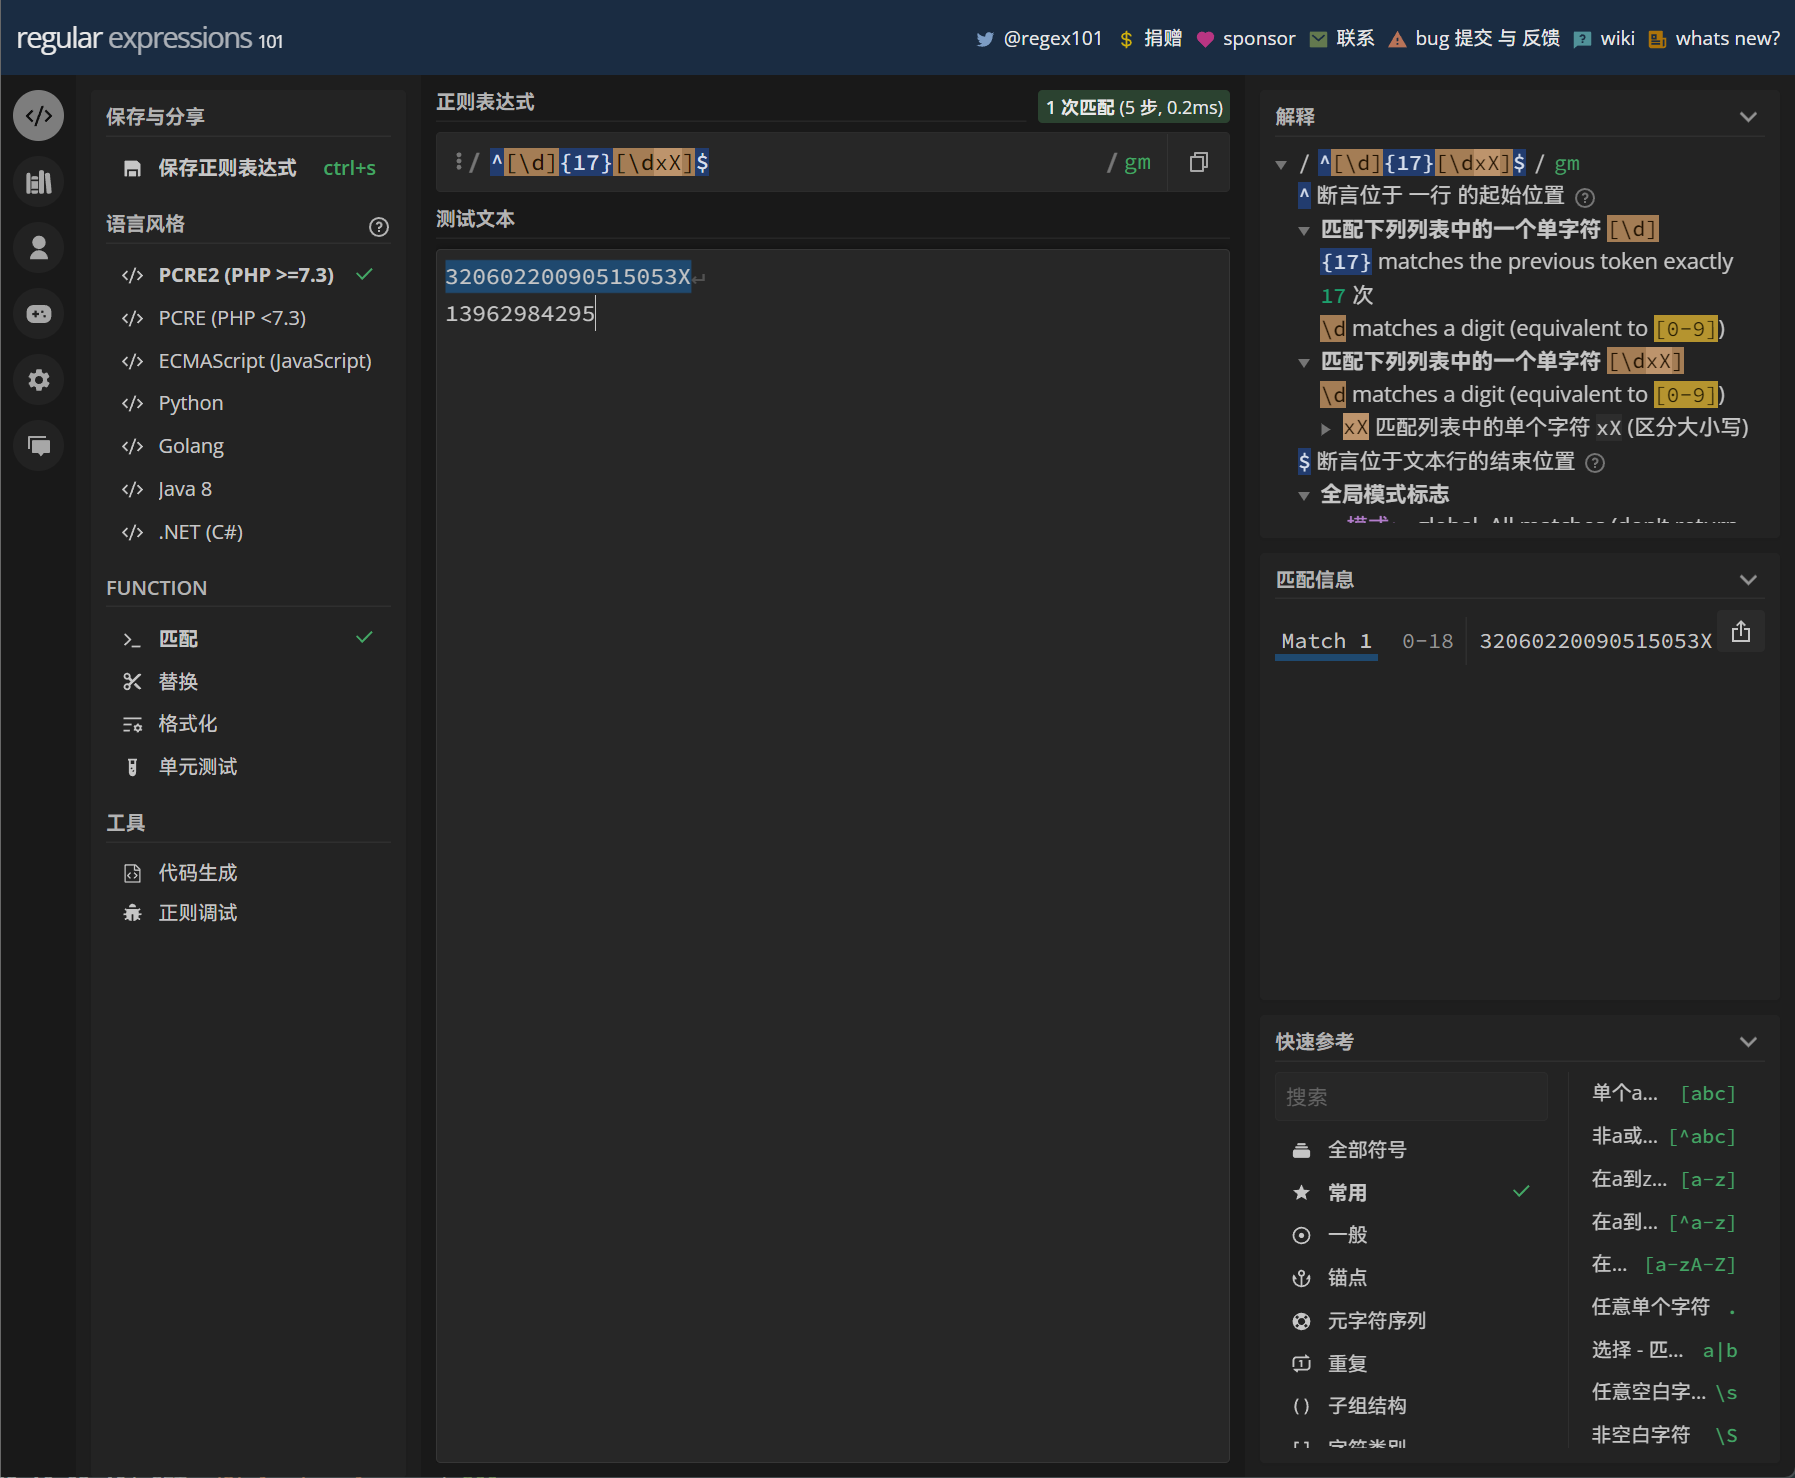 regular expressions 101
@regex101 $ 捐赠 sponsor 联系 bug 提交 与 反馈 wiki whats new?
保存与分享
保存正则表达式 ctrl+s
语言风格
PCRE2 (PHP >=7.3)
PCRE (PHP <7.3)
ECMAScript (JavaScript)
Python
Golang
Java 8
.NET (C#)
FUNCTION
匹配
替换
格式化
单元测试
工具
代码生成
正则调试
正则表达式
1 次匹配 (5 步, 0.2ms)
/ ^[\d]{17}[\dxX]$ / gm
测试文本
32060220090515053X
13962984295
解释
/ ^[\d]{17}[\dxX]$ / gm
^ 断言位于 一行 的起始位置
匹配下列列表中的一个单字符 [\d]
{17} matches the previous token exactly
17 次
\d matches a digit (equivalent to [0-9])
匹配下列列表中的一个单字符 [\dxX]
\d matches a digit (equivalent to [0-9])
xX 匹配列表中的单个字符 xX (区分大小写)
$ 断言位于文本行的结束位置
全局模式标志
匹配信息
Match 1 0-18 32060220090515053X
快速参考
搜索
全部符号
常用
一般
锚点
元字符序列
重复
子组结构
字符类别
单个a... [abc]
非a或... [^abc]
在a到z... [a-z]
在a到... [^a-z]
在... [a-zA-Z]
任意单个字符 .
选择 - 匹... a|b
任意空白字... \s
非空白字符 \S